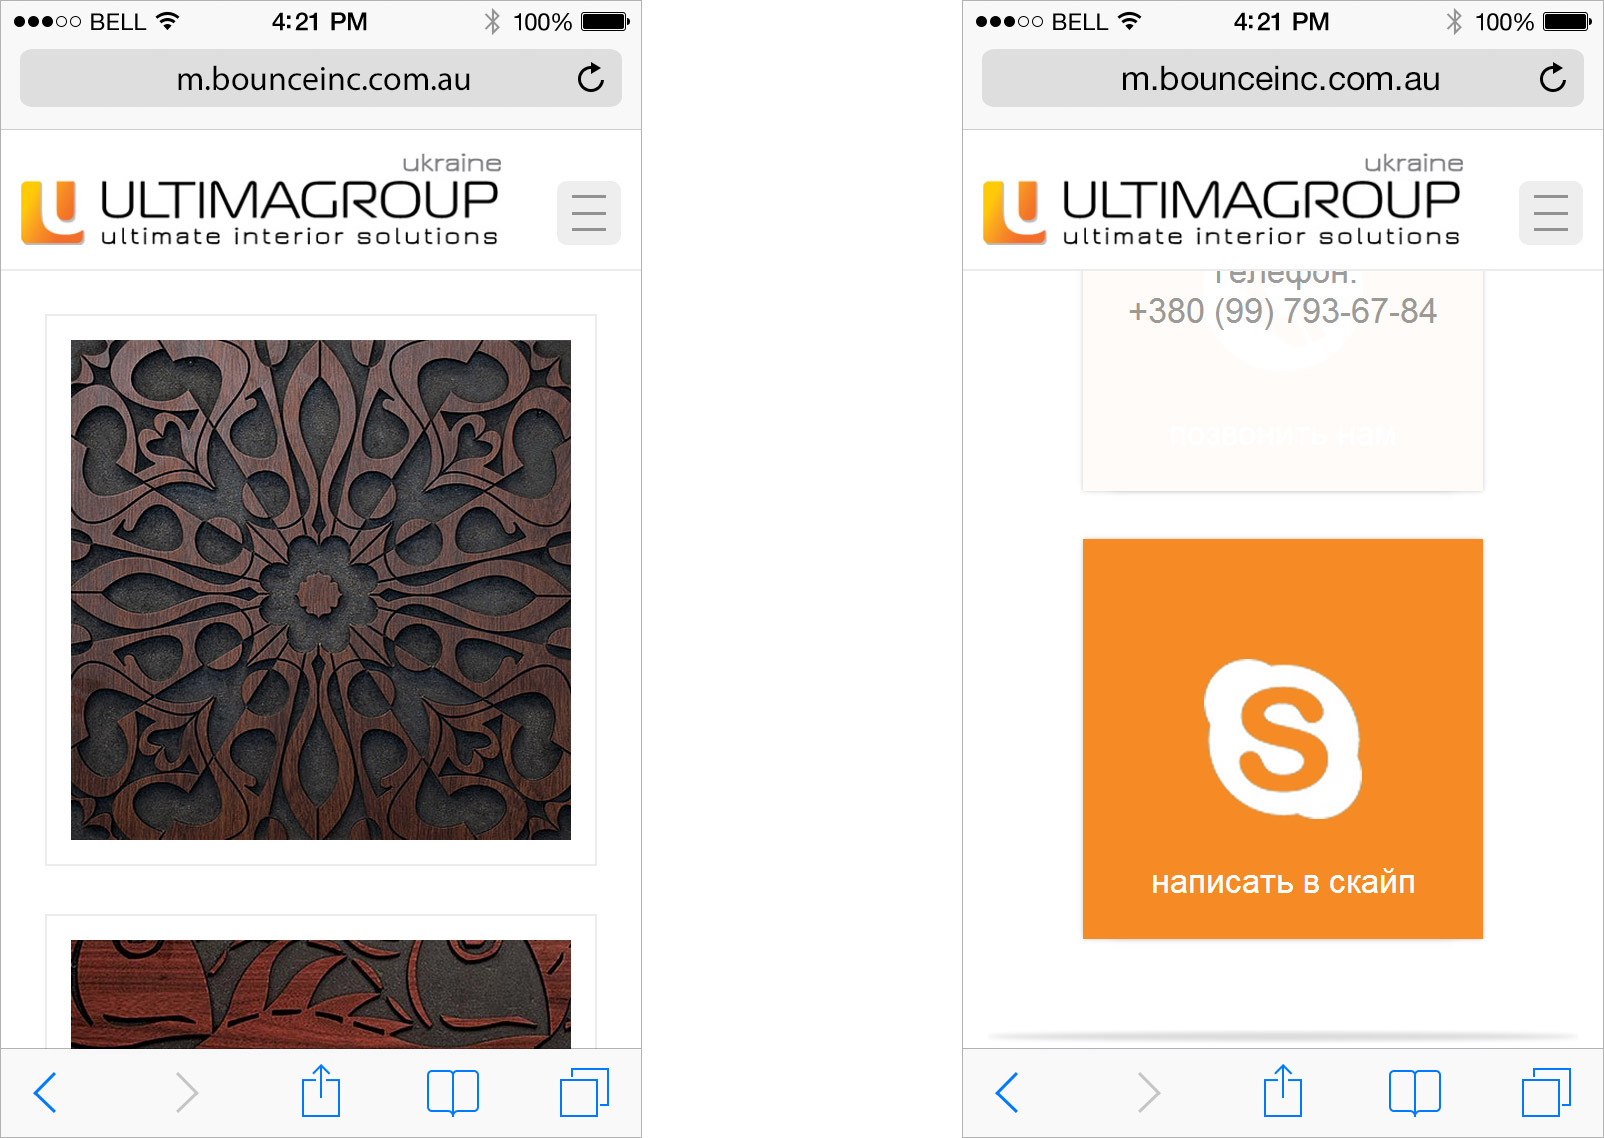 BELL 4:21 PM 100%
m.bounceinc.com.au
ukraine
ULTIMAGROUP
ultimate interior solutions
BELL 4:21 PM 100%
m.bounceinc.com.au
ukraine
ULTIMAGROUP
ultimate interior solutions
Телефон:
+380 (99) 793-67-84
позвонить нам
написать в скайп